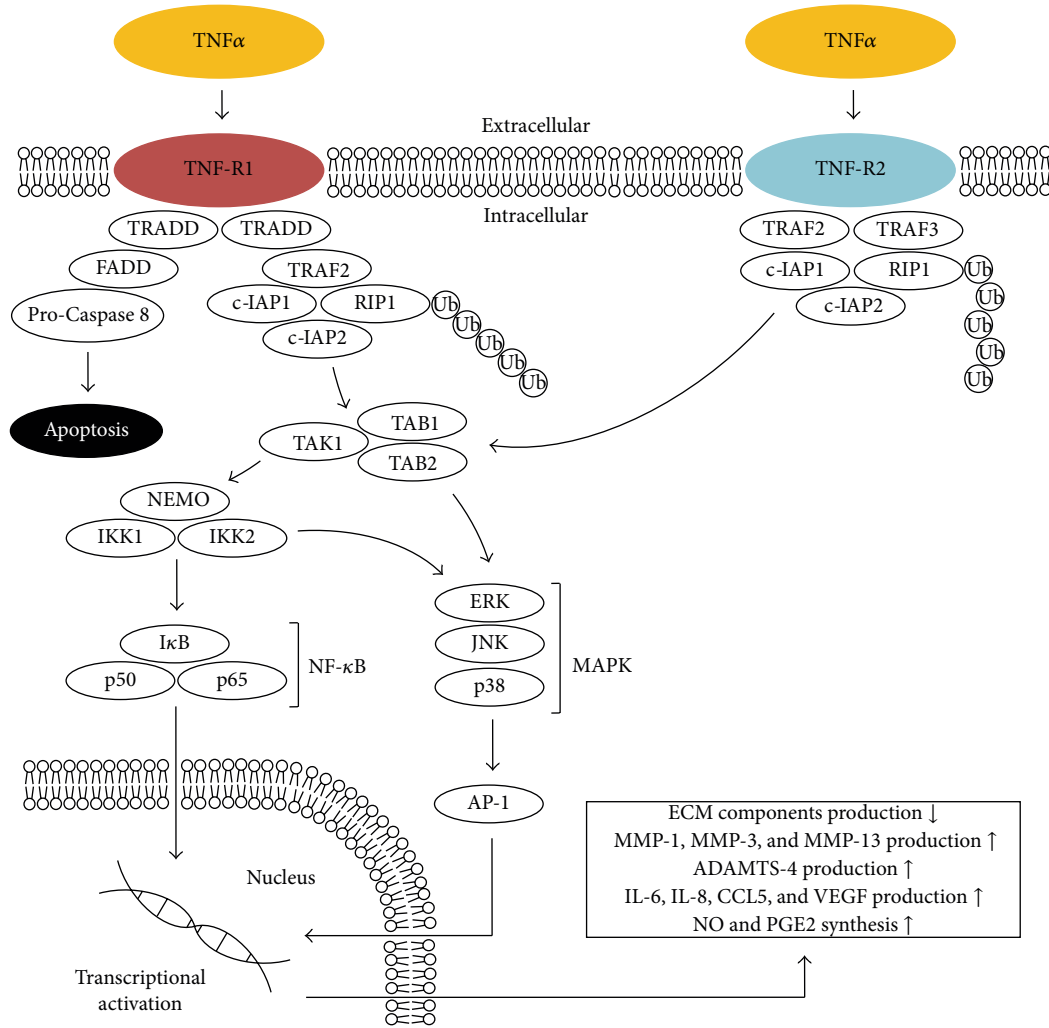 TNFα
TNFα
Extracellular
TNF-R1
TNF-R2
Intracellular
TRADD
TRADD
TRAF2
TRAF3
FADD
TRAF2
c-IAP1
RIP1
Ub
Ub
Ub
Ub
Ub
c-IAP2
Pro-Caspase 8
c-IAP1
RIP1
Ub
Ub
Ub
Ub
Ub
c-IAP2
Apoptosis
TAK1
TAB1
TAB2
NEMO
IKK1
IKK2
ERK
JNK
p38
MAPK
IκB
p50
p65
NF-κB
AP-1
Nucleus
Transcriptional
activation
ECM components production ↓
MMP-1, MMP-3, and MMP-13 production ↑
ADAMTS-4 production ↑
IL-6, IL-8, CCL5, and VEGF production ↑
NO and PGE2 synthesis ↑